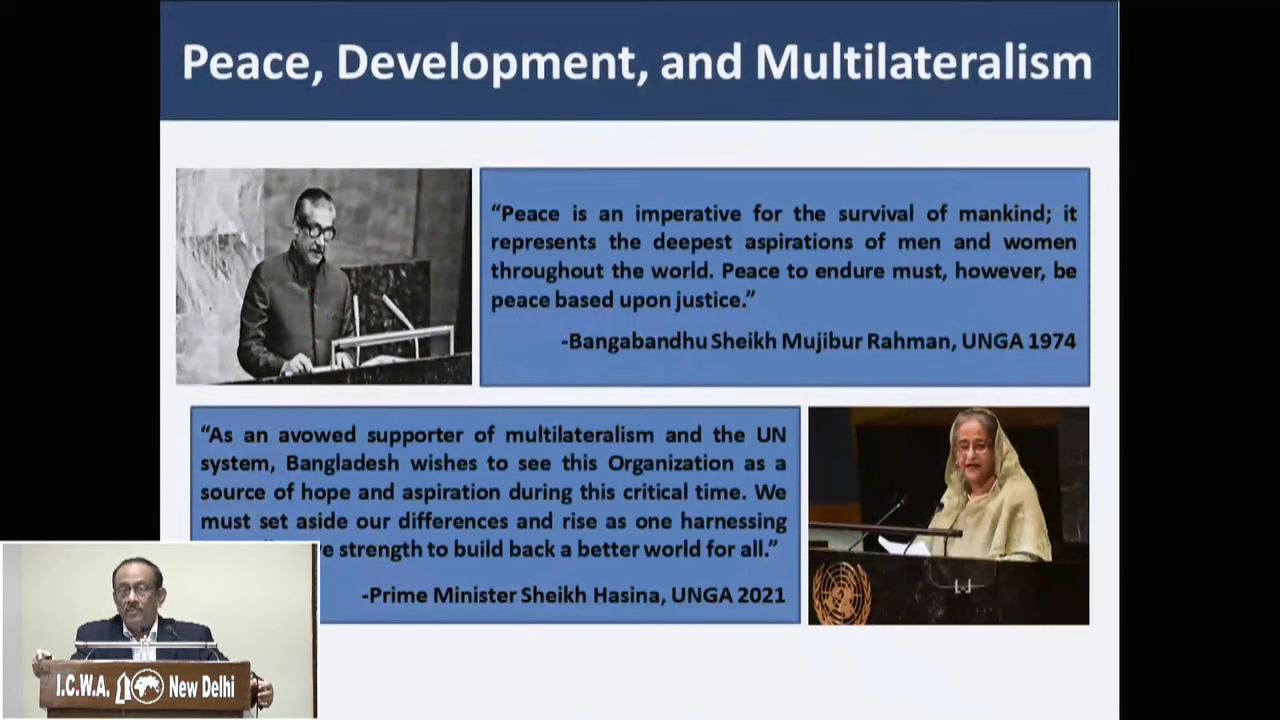 Peace, Development, and Multilateralism
“Peace is an imperative for the survival of mankind; it
represents the deepest aspirations of men and women
throughout the world. Peace to endure must, however, be
peace based upon justice.”
-Bangabandhu Sheikh Mujibur Rahman, UNGA 1974
“As an avowed supporter of multilateralism and the UN
system, Bangladesh wishes to see this Organization as a
source of hope and aspiration during this critical time. We
must set aside our differences and rise as one harnessing
strength to build back a better world for all.”
-Prime Minister Sheikh Hasina, UNGA 2021
I.C.W.A. New Delhi